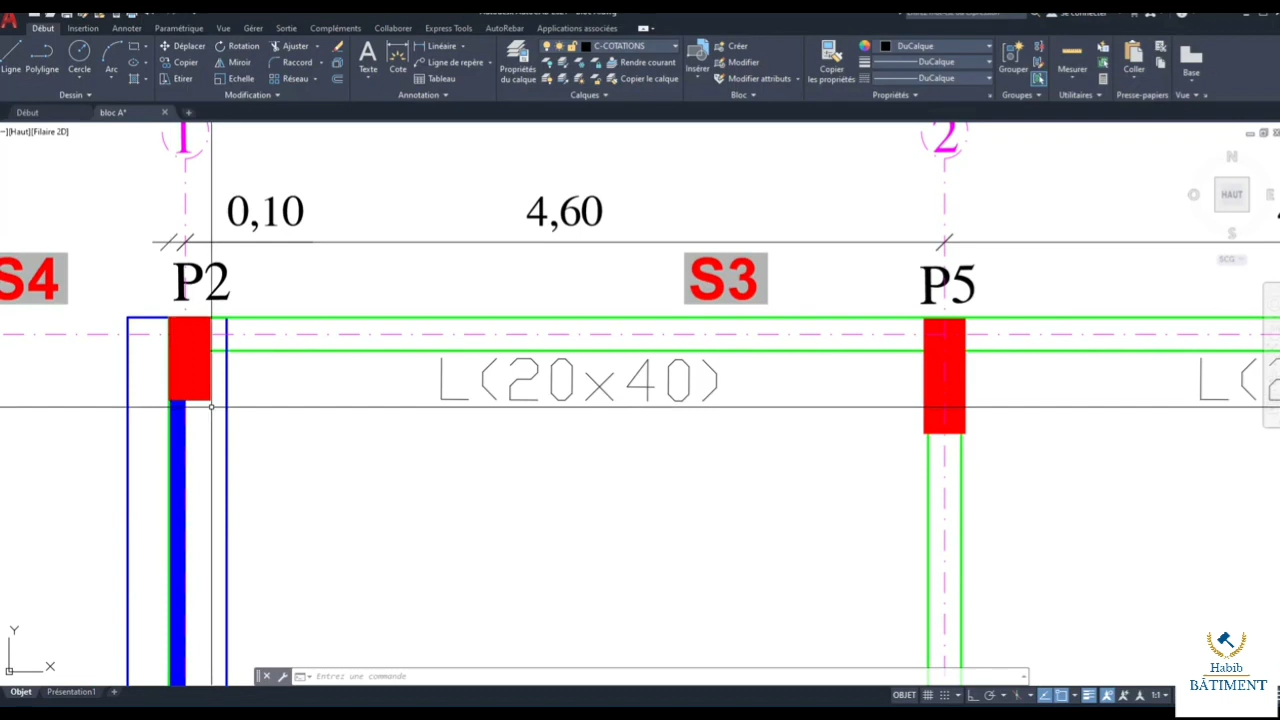 Début Insertion Annoter Paramétrique Vue Gérer Sortie Compléments Collaborer Express Tools AutoRebar Applications associées
Ligne Polyligne Cercle Arc
Déplacer Rotation Ajuster
Copier Miroir Raccord
Etirer Echelle Réseau
Texte Cote
Linéaire
Ligne de repère
Tableau
Propriétés du calque
C-COTATIONS
Rendre courant
Copier le calque
Insérer
Créer
Modifier
Modifier attributs
Copier les propriétés
DuCalque
DuCalque
DuCalque
Grouper Mesurer Coller Base
Dessin Modification Annotation Calques Bloc Propriétés Groupes Utilitaires Presse-papiers Vue
Début bloc A*
][Haut][Filaire 2D]
1 2
N
O HAUT E
S
SCG
0,10 4,60
S4 P2 S3 P5
L(20x40) L(2
Y
X
Entrez une commande
Objet Présentation1 +
OBJET 1:1
Habib
BÂTIMENT